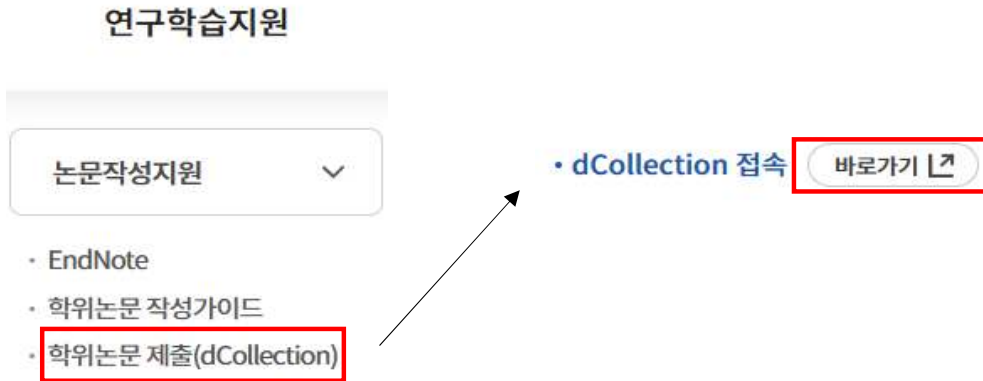 연구학습지원
논문작성지원
• dCollection 접속 바로가기
· EndNote
· 학위논문 작성가이드
· 학위논문 제출(dCollection)